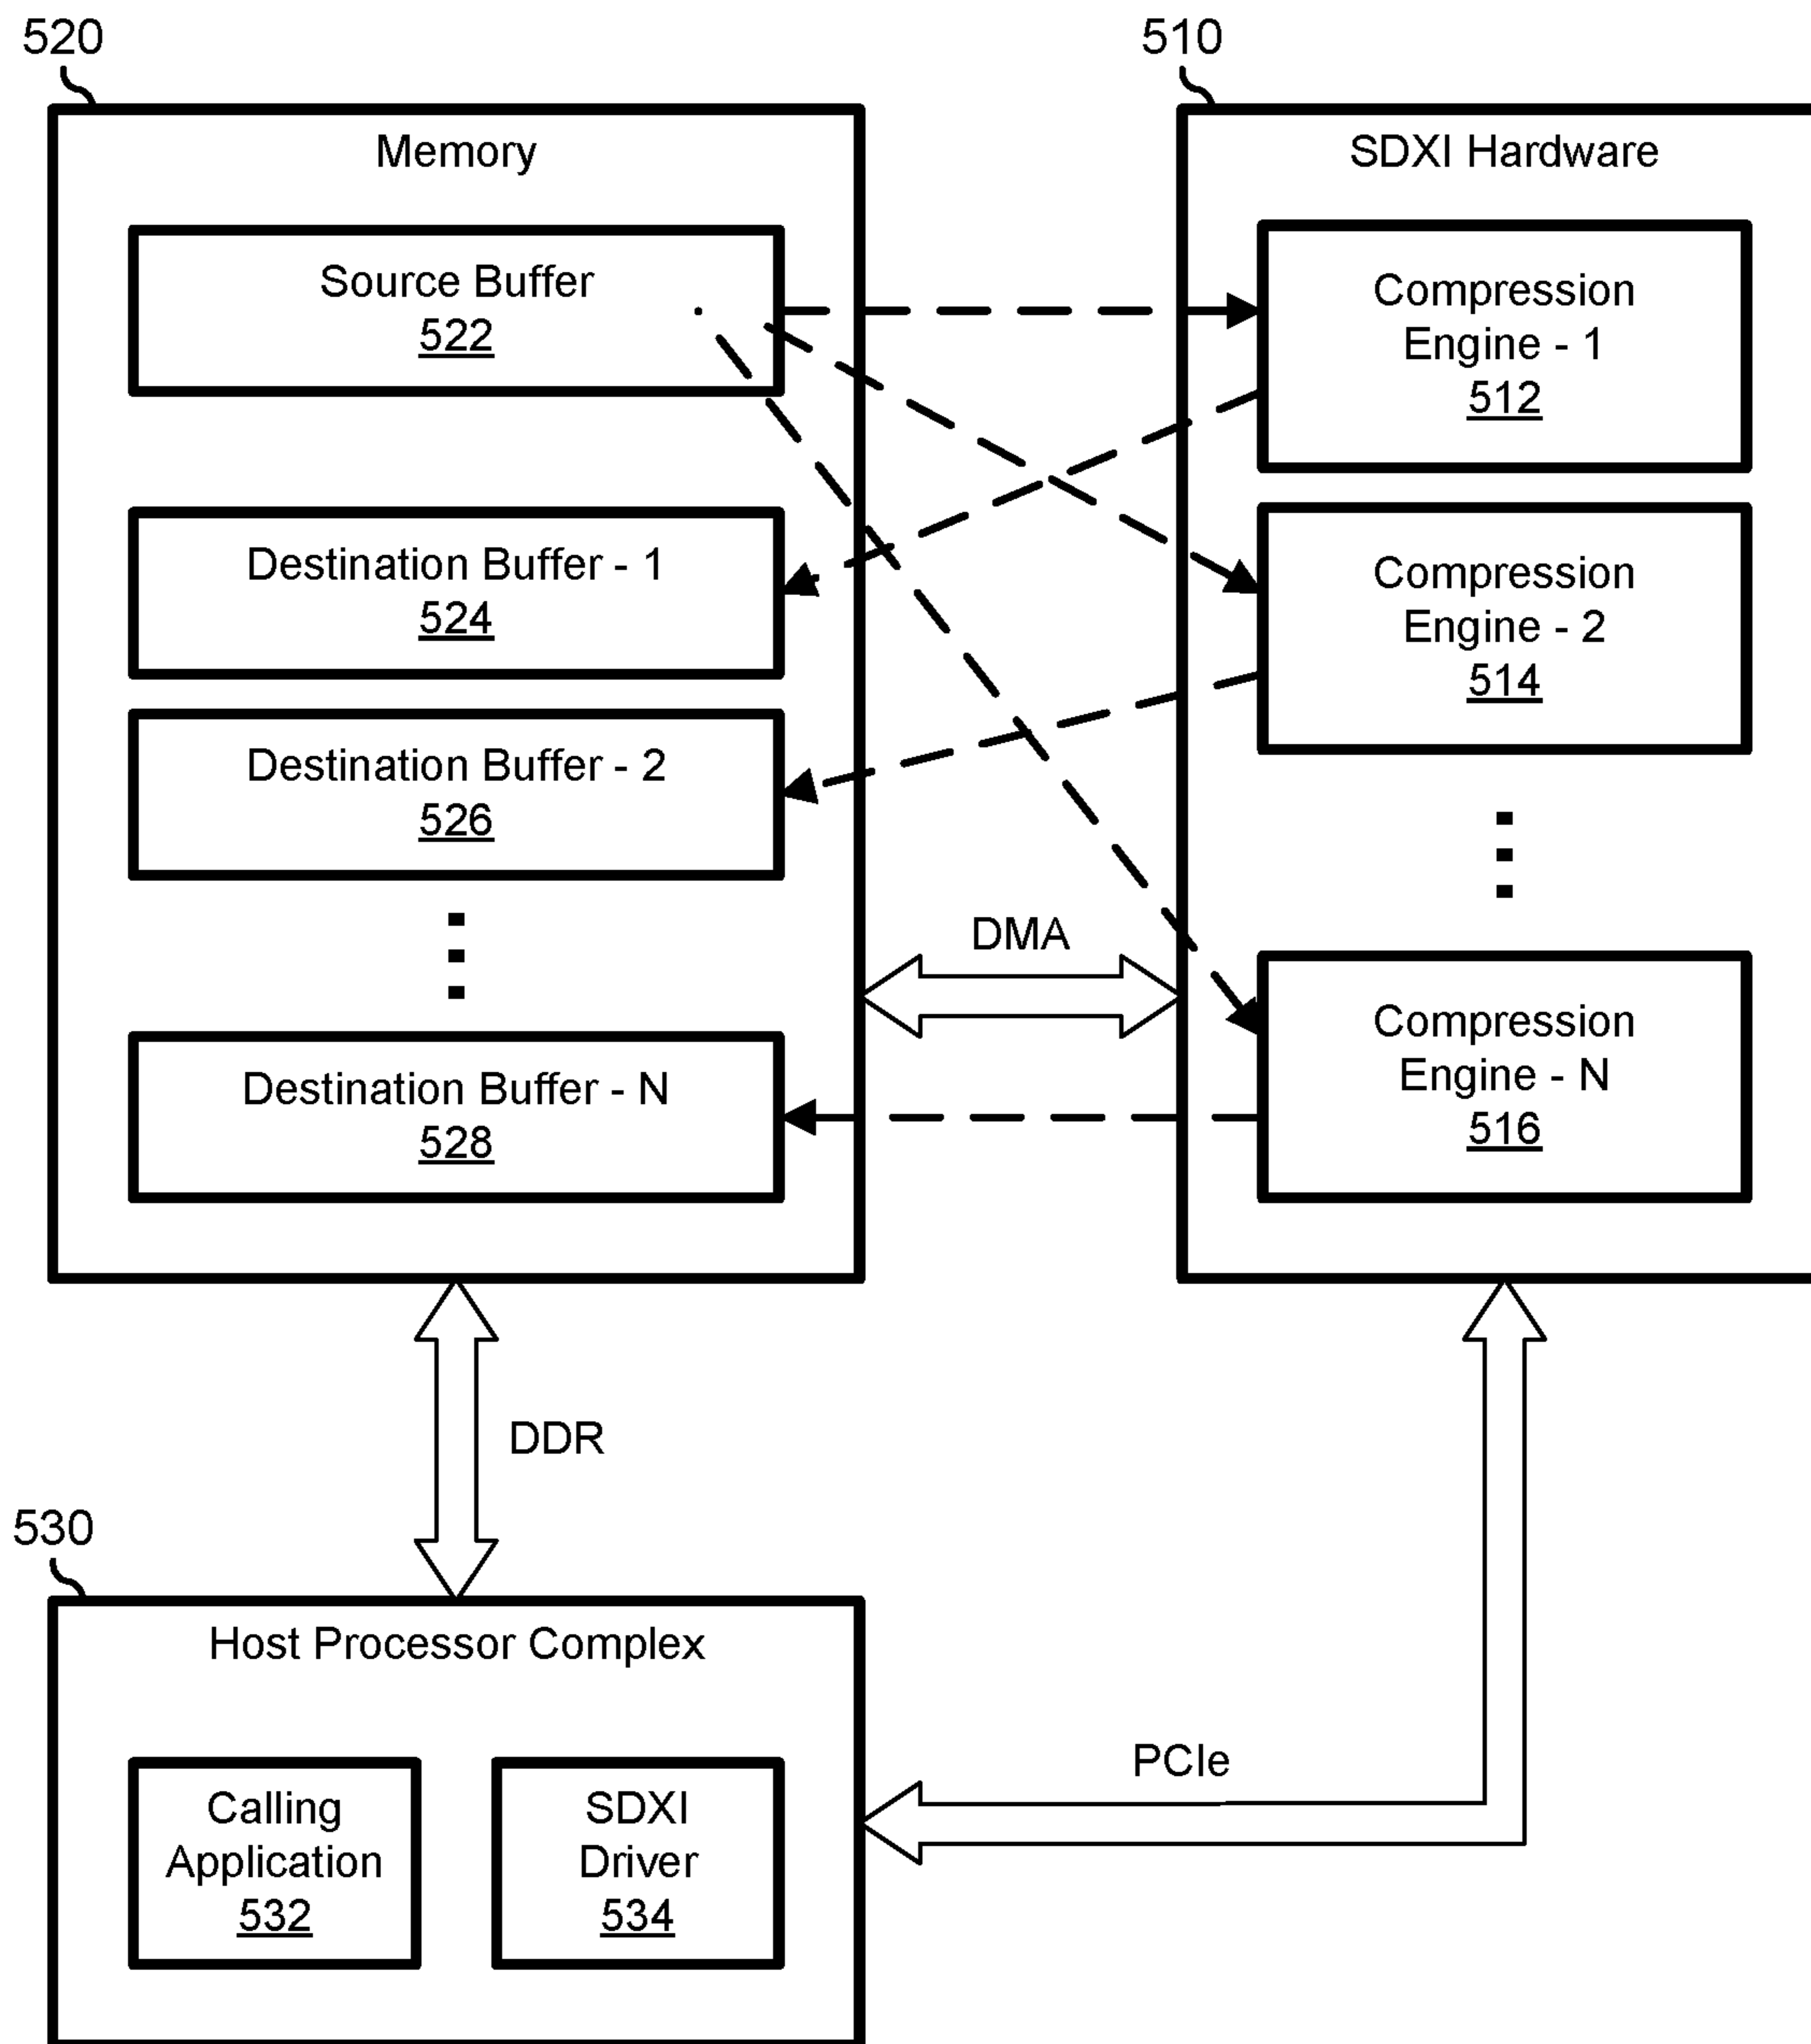 520
510
Memory
SDXI Hardware
Source Buffer
522
Compression
Engine - 1
512
Destination Buffer - 1
524
Compression
Engine - 2
514
Destination Buffer - 2
526
DMA
Compression
Engine - N
516
Destination Buffer - N
528
DDR
530
Host Processor Complex
PCIe
Calling
Application
532
SDXI
Driver
534